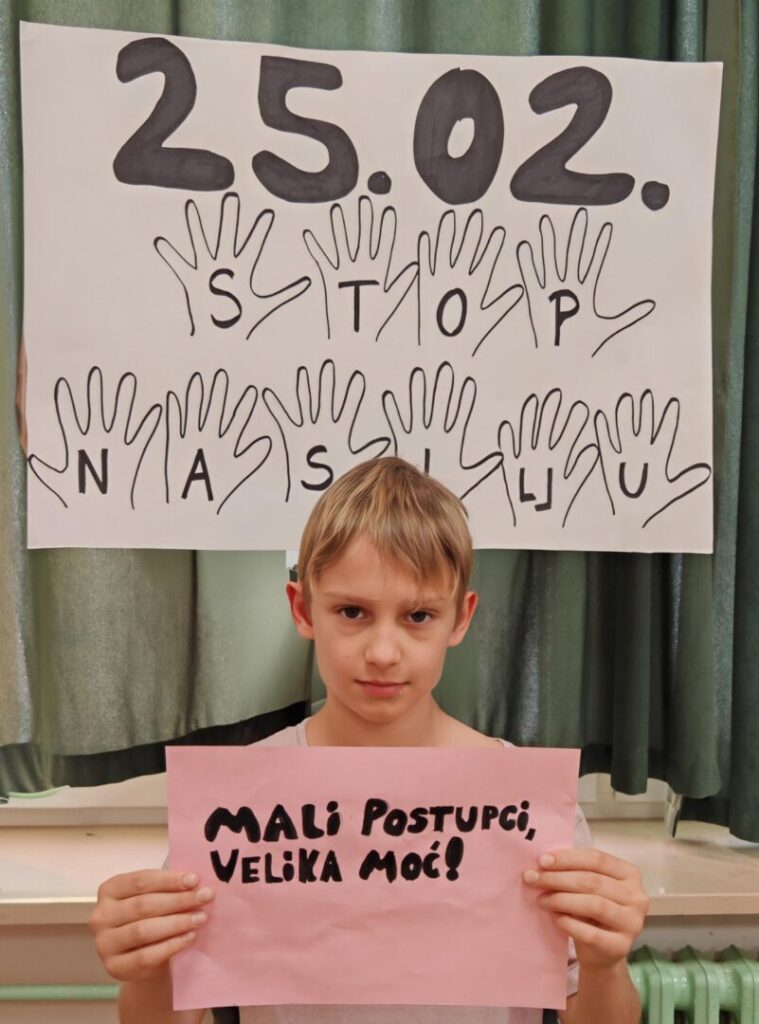 25.02.
STOP
NASILJU
MALI POSTUPCI,
VELIKA MOĆ!